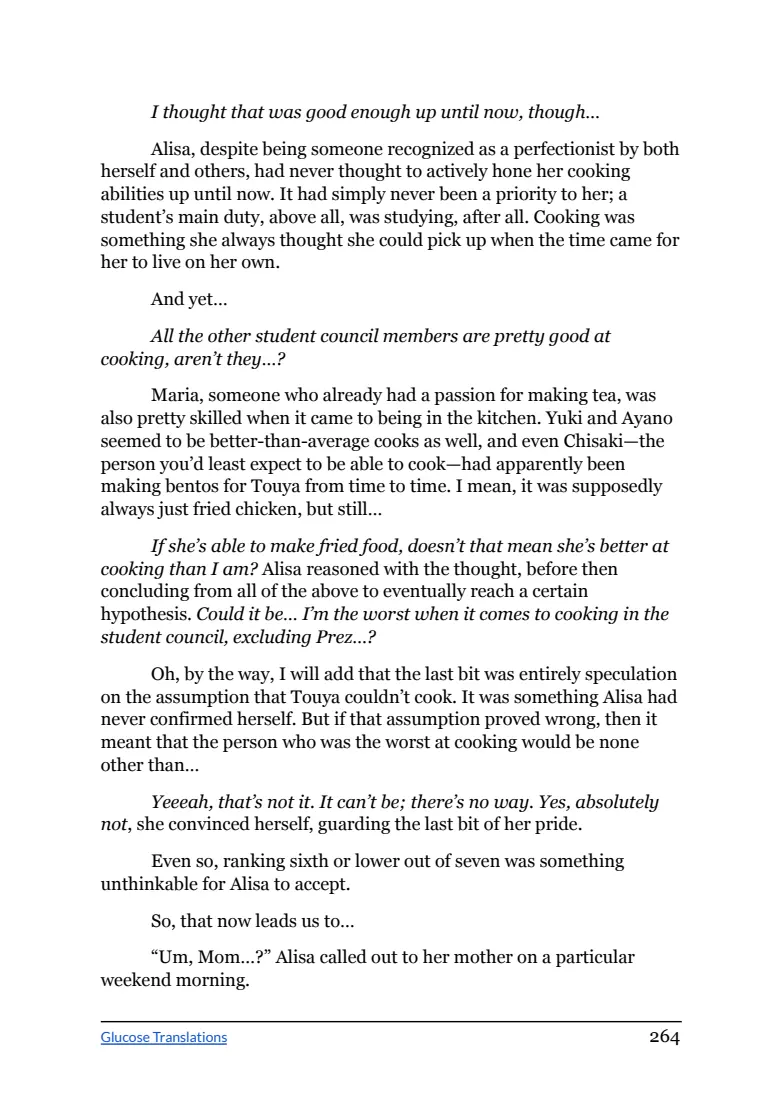 I thought that was good enough up until now, though…
Alisa, despite being someone recognized as a perfectionist by both
herself and others, had never thought to actively hone her cooking
abilities up until now. It had simply never been a priority to her; a
student’s main duty, above all, was studying, after all. Cooking was
something she always thought she could pick up when the time came for
her to live on her own.
And yet…
All the other student council members are pretty good at
cooking, aren’t they…?
Maria, someone who already had a passion for making tea, was
also pretty skilled when it came to being in the kitchen. Yuki and Ayano
seemed to be better-than-average cooks as well, and even Chisaki—the
person you’d least expect to be able to cook—had apparently been
making bentos for Touya from time to time. I mean, it was supposedly
always just fried chicken, but still…
If she’s able to make fried food, doesn’t that mean she’s better at
cooking than I am? Alisa reasoned with the thought, before then
concluding from all of the above to eventually reach a certain
hypothesis. Could it be… I’m the worst when it comes to cooking in the
student council, excluding Prez…?
Oh, by the way, I will add that the last bit was entirely speculation
on the assumption that Touya couldn’t cook. It was something Alisa had
never confirmed herself. But if that assumption proved wrong, then it
meant that the person who was the worst at cooking would be none
other than…
Yeeeah, that’s not it. It can’t be; there’s no way. Yes, absolutely
not, she convinced herself, guarding the last bit of her pride.
Even so, ranking sixth or lower out of seven was something
unthinkable for Alisa to accept.
So, that now leads us to…
“Um, Mom…?” Alisa called out to her mother on a particular
weekend morning.
Glucose Translations 264